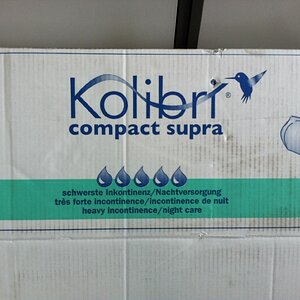 Kolibri®
compact supra
schwerste Inkontinenz/Nachtversorgung
très forte incontinence/incontinence de nuit
heavy incontinence/night care